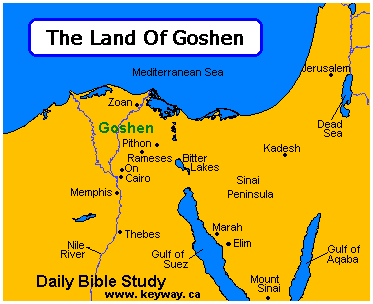 The Land Of Goshen
Mediterranean Sea
Jerusalem
Zoan
Goshen
Dead
Sea
Pithon
Rameses
Bitter
Lakes
Kadesh
On
Cairo
Sinai
Peninsula
Memphis
Thebes
Marah
Elim
Nile
River
Gulf of
Suez
Gulf of
Aqaba
Mount
Sinai
Daily Bible Study
www.keyway.ca